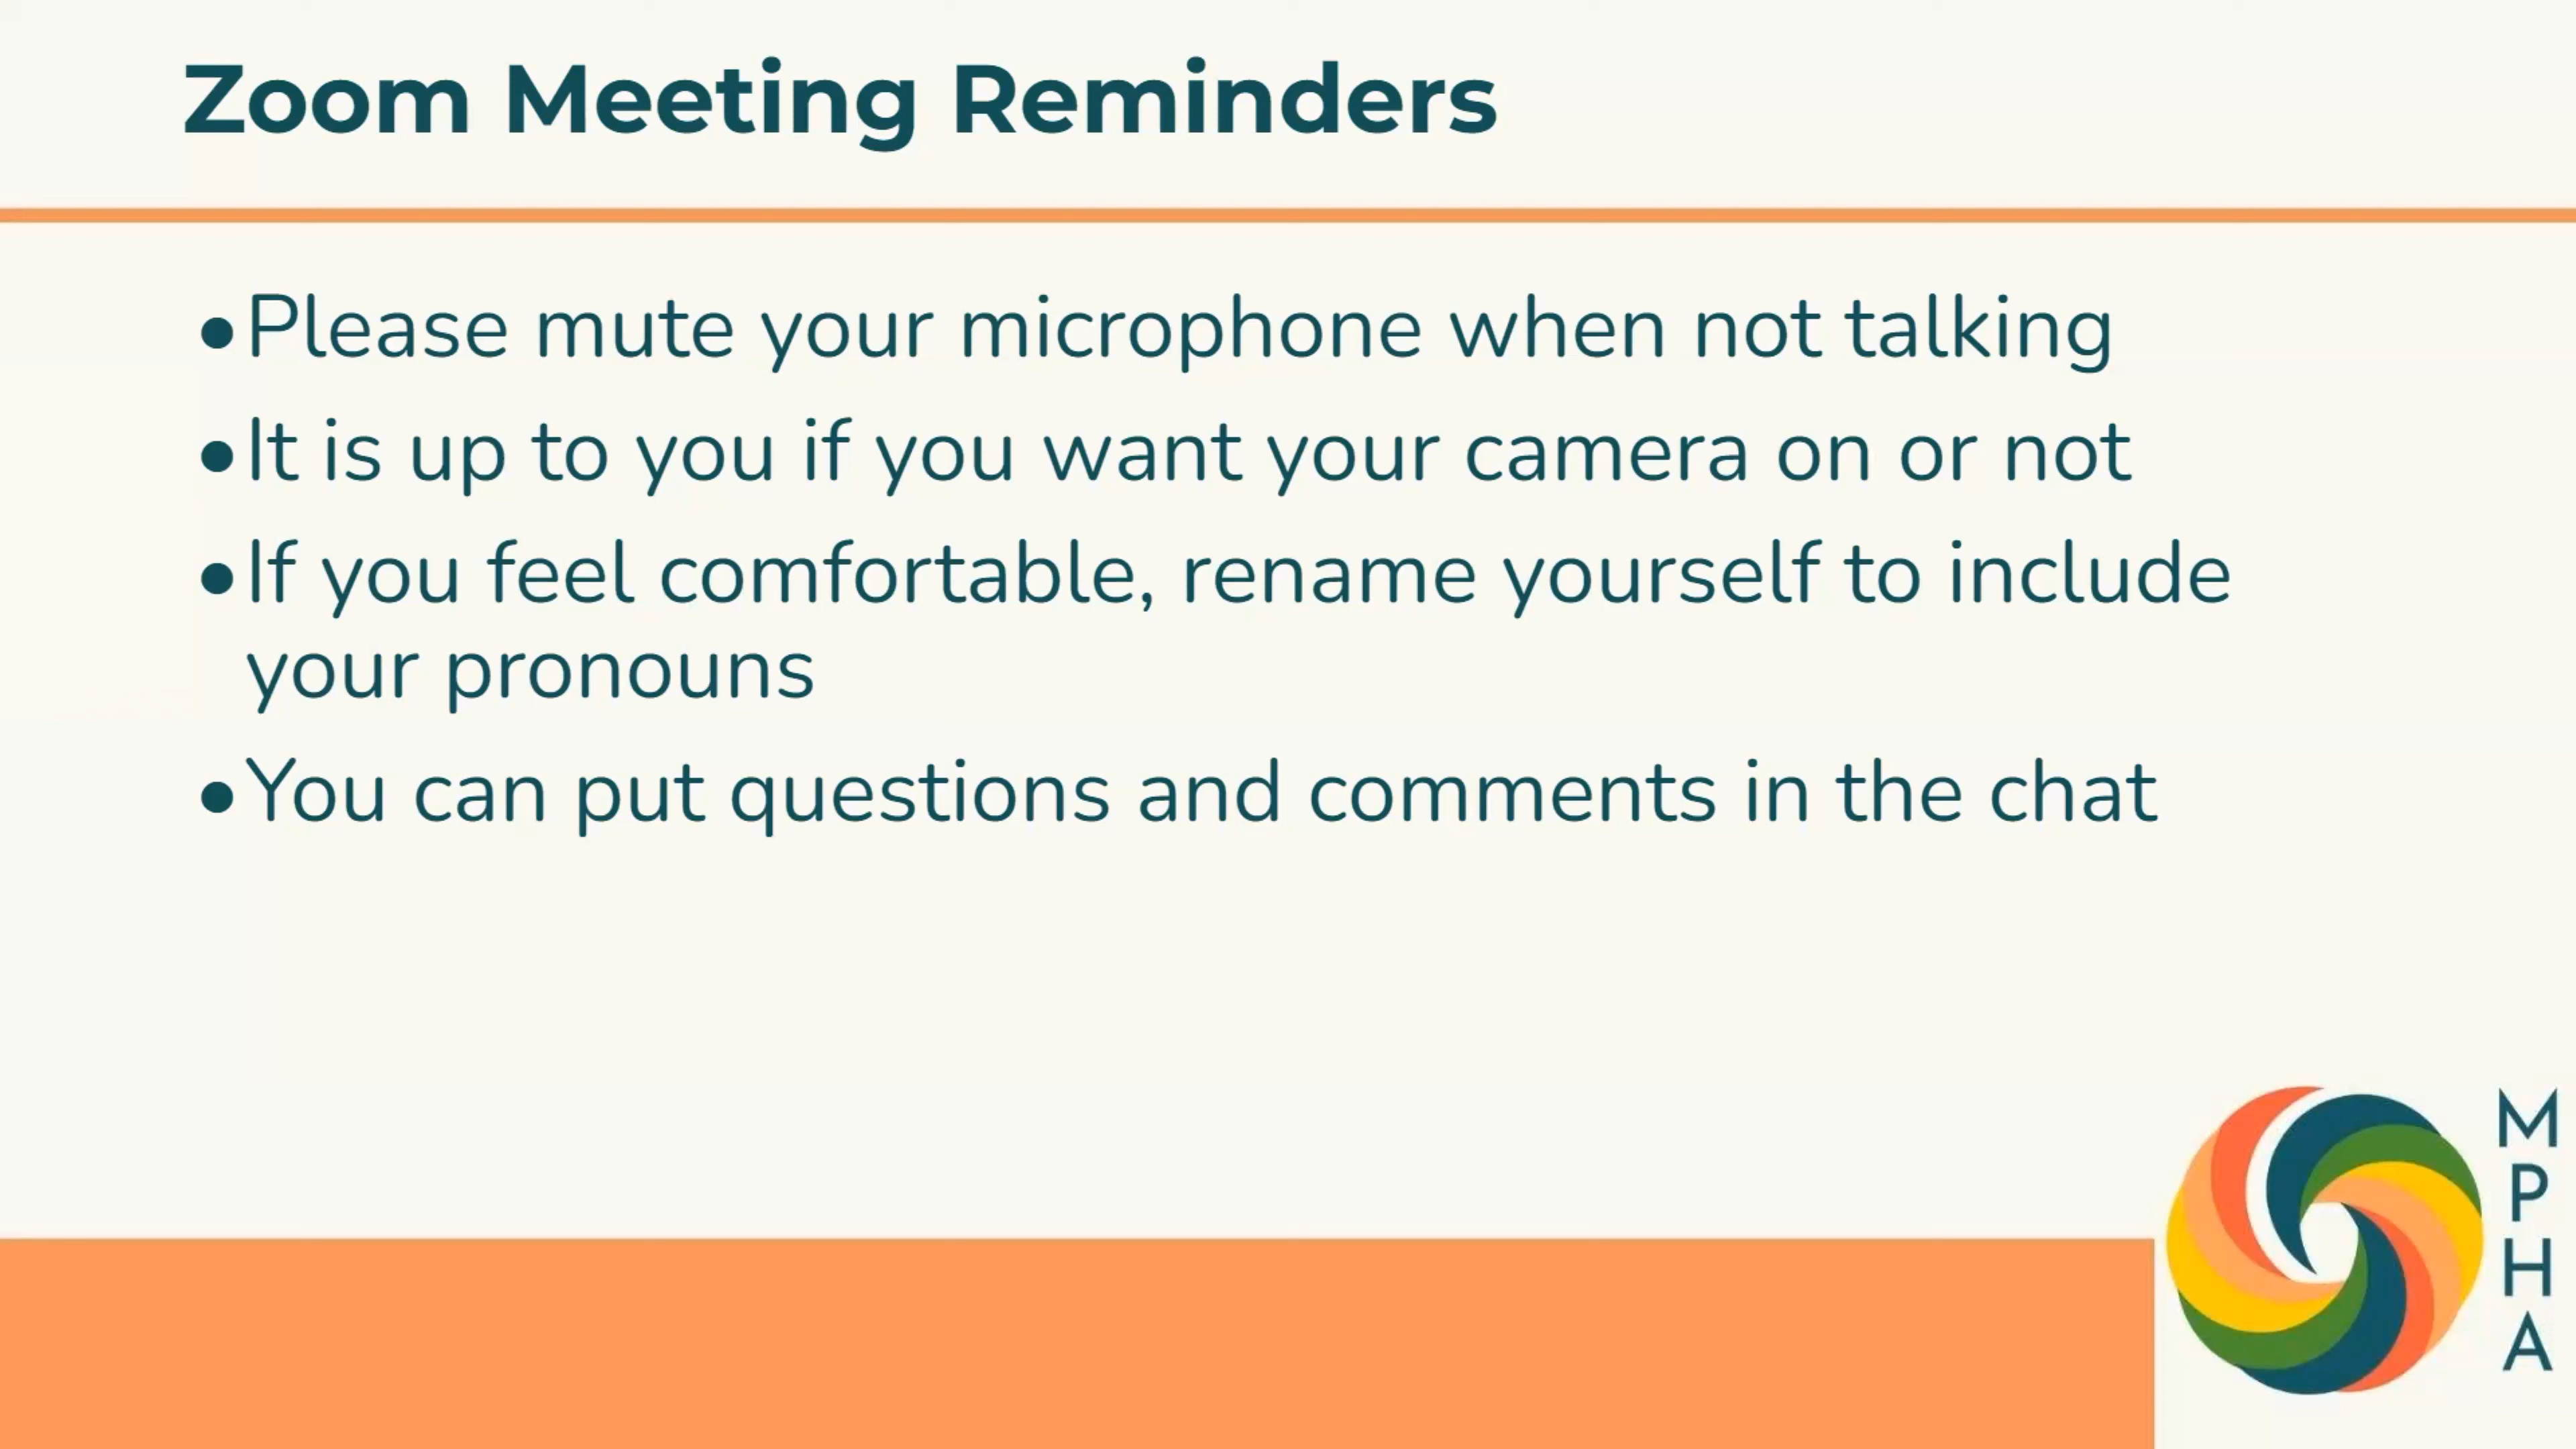 Zoom Meeting Reminders
•Please mute your microphone when not talking
•It is up to you if you want your camera on or not
•If you feel comfortable, rename yourself to include
your pronouns
•You can put questions and comments in the chat
M
P
H
A